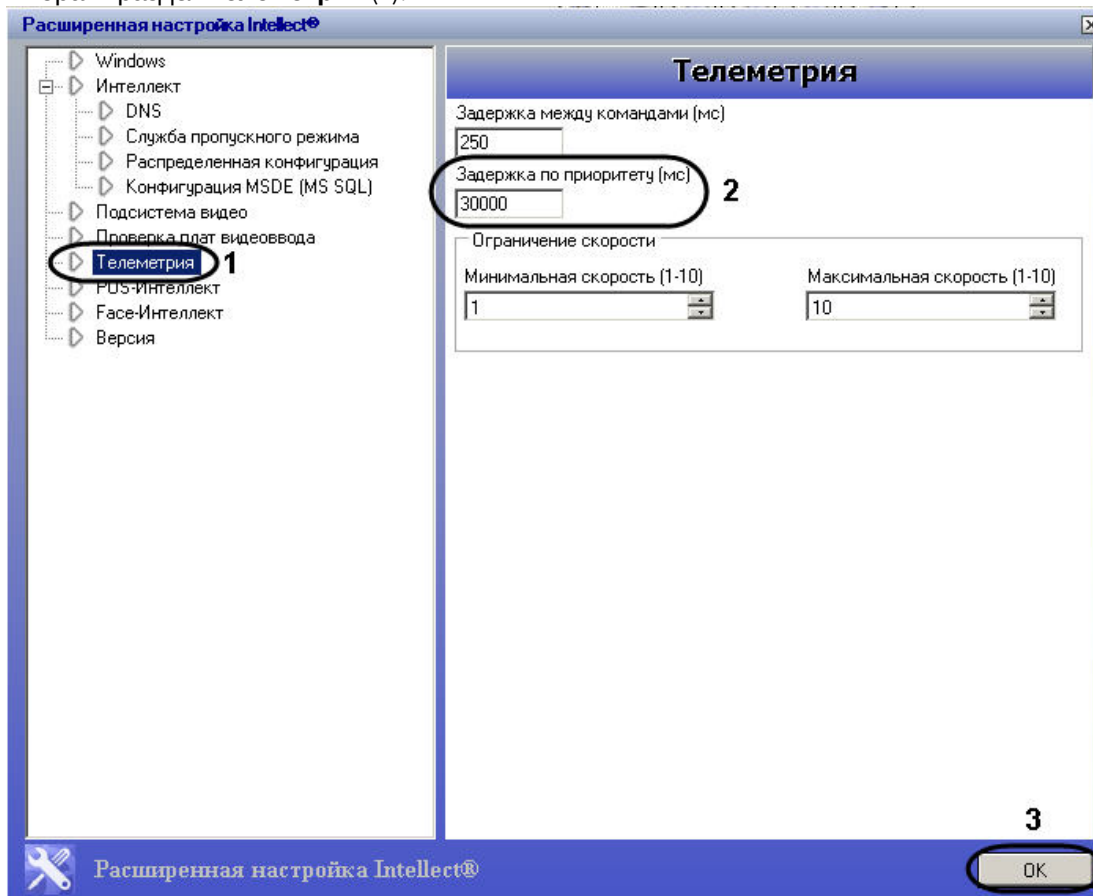 Расширенная настройка Intellect®
Windows
Интеллект
DNS
Служба пропускного режима
Распределенная конфигурация
Конфигурация MSDE (MS SQL)
Подсистема видео
Проверка плат видеоввода
Телеметрия 1
POS-Интеллект
Face-Интеллект
Версия
Телеметрия
Задержка между командами (мс)
250
Задержка по приоритету (мс)
30000
2
Ограничение скорости
Минимальная скорость (1-10)
1
Максимальная скорость (1-10)
10
3
Расширенная настройка Intellect®
OK